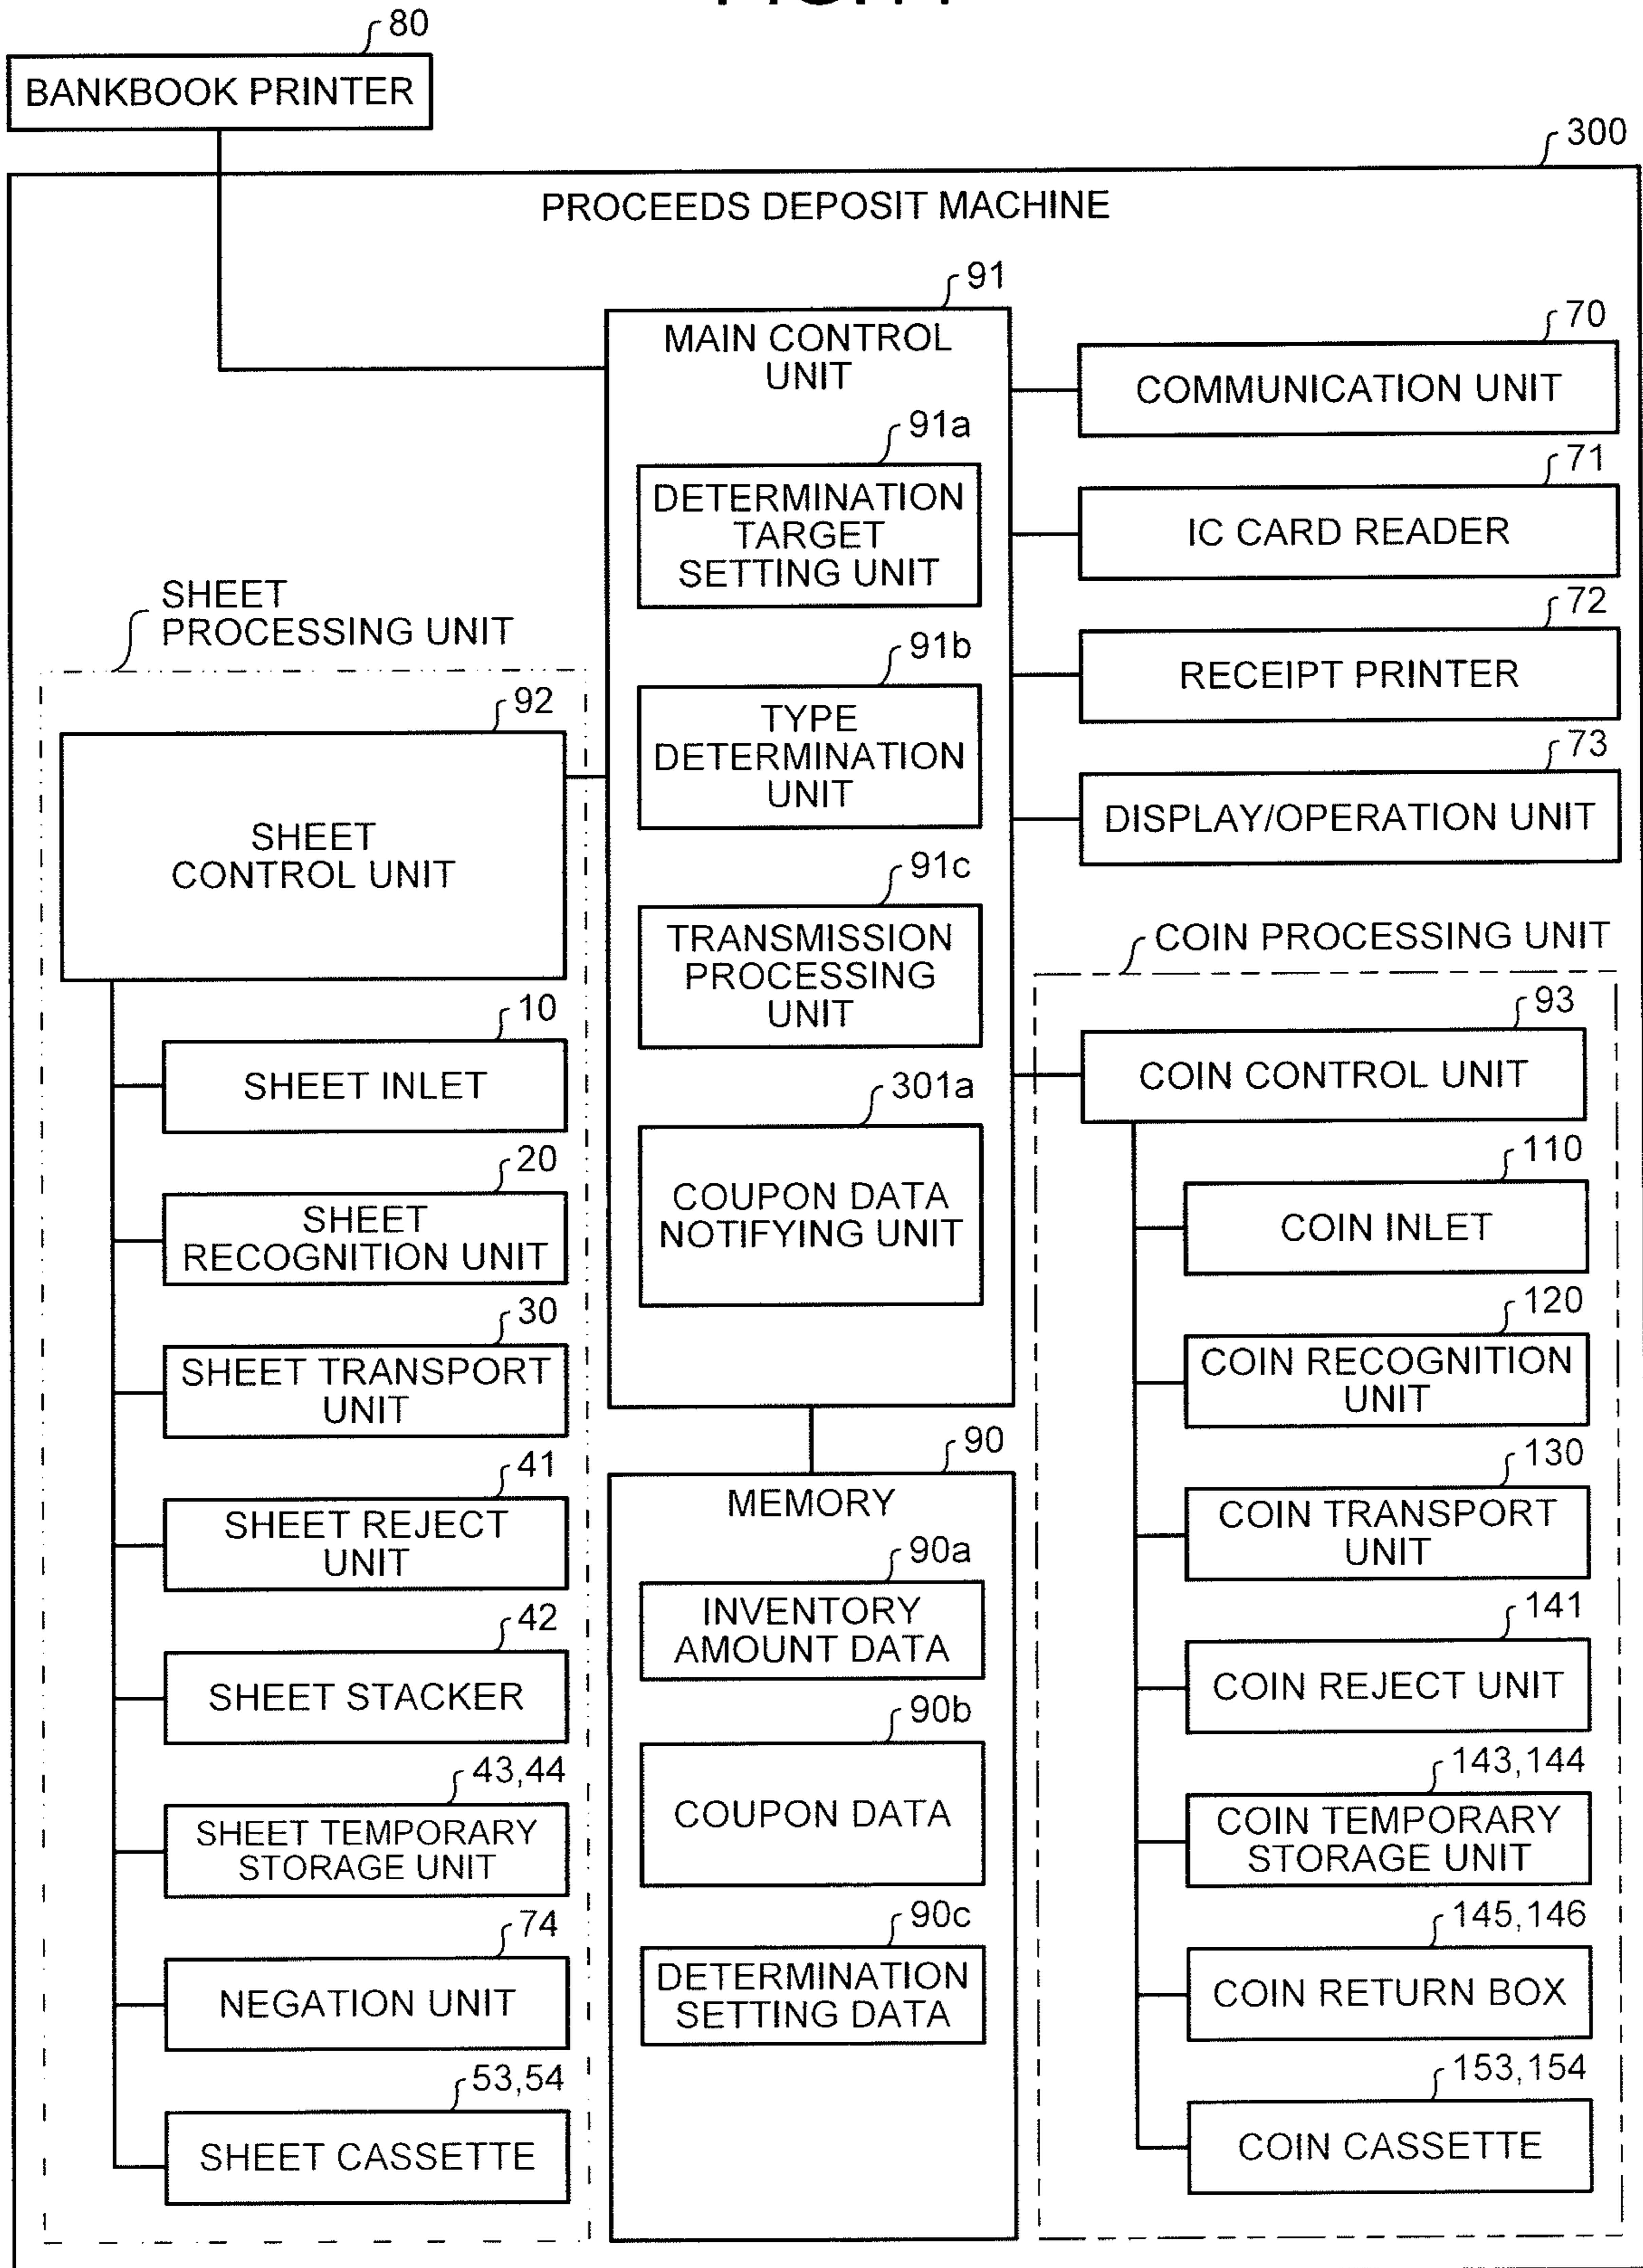 80
BANKBOOK PRINTER
300
PROCEEDS DEPOSIT MACHINE
91
MAIN CONTROL
UNIT
91a
DETERMINATION
TARGET
SETTING UNIT
91b
TYPE
DETERMINATION
UNIT
91c
TRANSMISSION
PROCESSING
UNIT
301a
COUPON DATA
NOTIFYING UNIT
70
COMMUNICATION UNIT
71
IC CARD READER
72
RECEIPT PRINTER
73
DISPLAY/OPERATION UNIT
SHEET
PROCESSING UNIT
92
SHEET
CONTROL UNIT
10
SHEET INLET
20
SHEET
RECOGNITION UNIT
30
SHEET TRANSPORT
UNIT
41
SHEET REJECT
UNIT
42
SHEET STACKER
43,44
SHEET TEMPORARY
STORAGE UNIT
74
NEGATION UNIT
53,54
SHEET CASSETTE
90
MEMORY
90a
INVENTORY
AMOUNT DATA
90b
COUPON DATA
90c
DETERMINATION
SETTING DATA
COIN PROCESSING UNIT
93
COIN CONTROL UNIT
110
COIN INLET
120
COIN RECOGNITION
UNIT
130
COIN TRANSPORT
UNIT
141
COIN REJECT UNIT
143,144
COIN TEMPORARY
STORAGE UNIT
145,146
COIN RETURN BOX
153,154
COIN CASSETTE